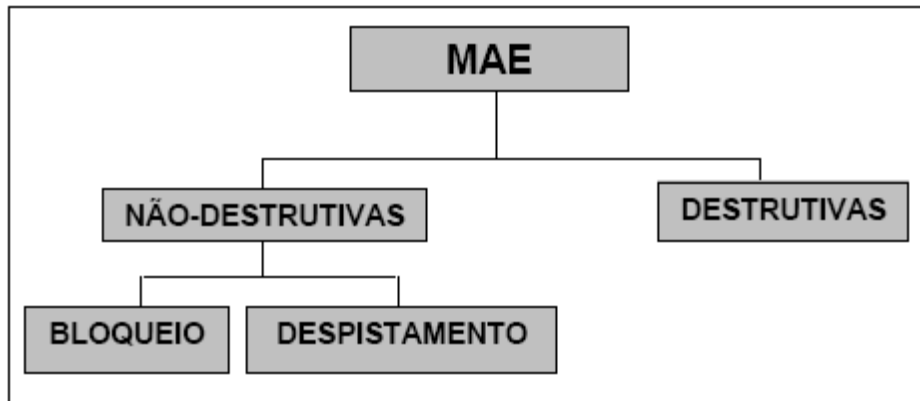 MAE
NÃO-DESTRUTIVAS
DESTRUTIVAS
BLOQUEIO
DESPISTAMENTO